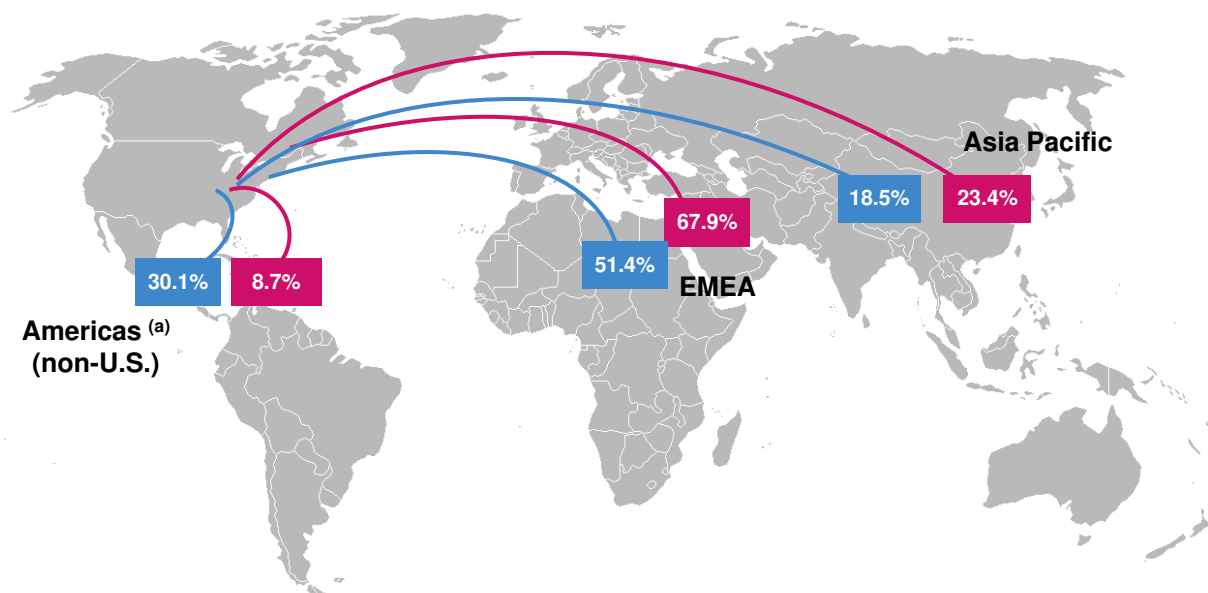 Asia Pacific
18.5% 23.4%
67.9%
51.4%
EMEA
30.1% 8.7%
Americas (a)
(non-U.S.)